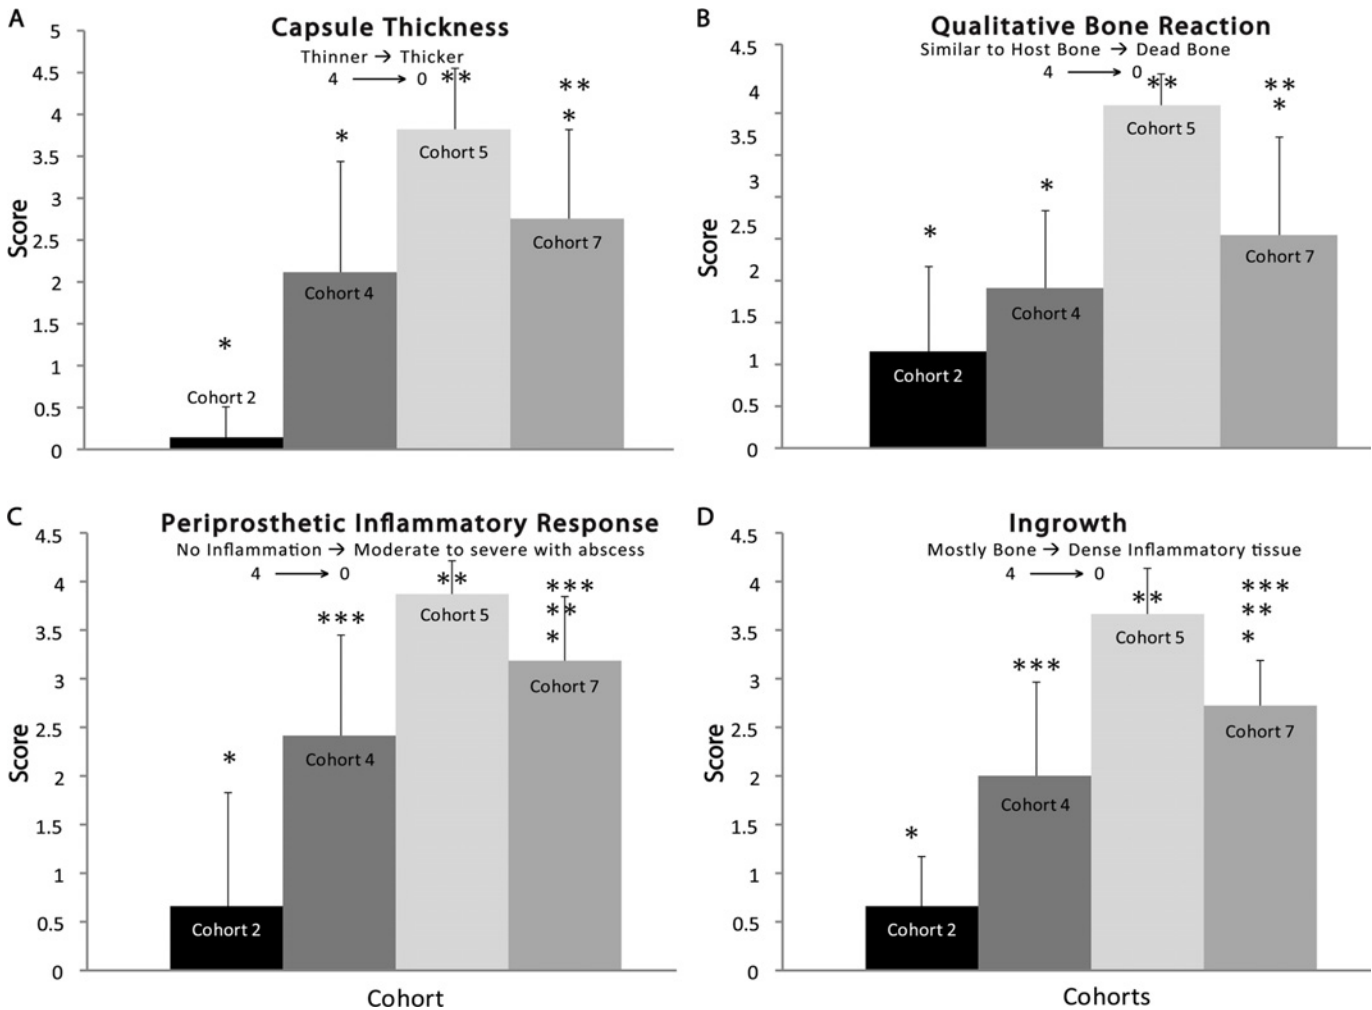 A
Capsule Thickness
Thinner → Thicker
4 → 0
Score
5
4.5
4
3.5
3
2.5
2
1.5
1
0.5
0
*
*
**
**
*
Cohort 2
Cohort 4
Cohort 5
Cohort 7
B
Qualitative Bone Reaction
Similar to Host Bone → Dead Bone
4 → 0
Score
4.5
4
3.5
3
2.5
2
1.5
1
0.5
0
*
*
**
**
*
Cohort 2
Cohort 4
Cohort 5
Cohort 7
C
Periprosthetic Inflammatory Response
No Inflammation → Moderate to severe with abscess
4 → 0
Score
4.5
4
3.5
3
2.5
2
1.5
1
0.5
0
*
***
**
***
**
*
Cohort 2
Cohort 4
Cohort 5
Cohort 7
Cohort
D
Ingrowth
Mostly Bone → Dense Inflammatory tissue
4 → 0
Score
4.5
4
3.5
3
2.5
2
1.5
1
0.5
0
*
***
**
***
**
*
Cohort 2
Cohort 4
Cohort 5
Cohort 7
Cohorts